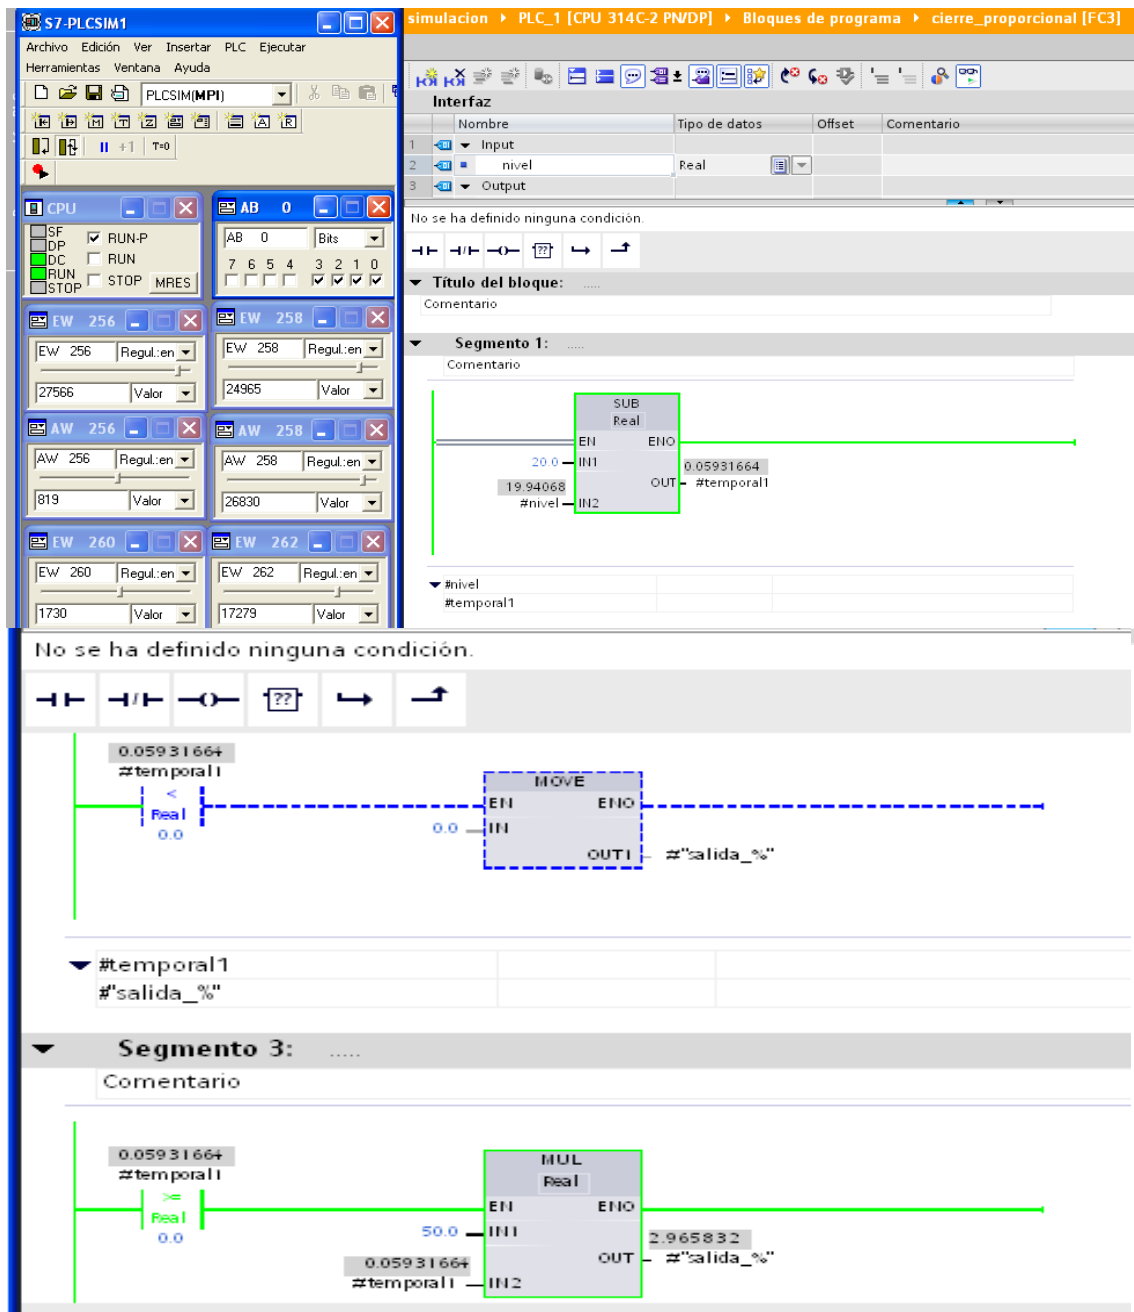 S7-PLCSIM1
Archivo Edición Ver Insertar PLC Ejecutar
Herramientas Ventana Ayuda
PLCSIM(MPI)
+1 T=0
CPU
SF
DP
DC
RUN
STOP
RUN-P
RUN
STOP MRES
AB 0
AB 0 Bits
7 6 5 4 3 2 1 0
EW 256
EW 256 Regul.:en
27566 Valor
EW 258
EW 258 Regul.:en
24965 Valor
AW 256
AW 256 Regul.:en
819 Valor
AW 258
AW 258 Regul.:en
26830 Valor
EW 260
EW 260 Regul.:en
1730 Valor
EW 262
EW 262 Regul.:en
17279 Valor
simulacion PLC_1 [CPU 314C-2 PN/DP] Bloques de programa cierre_proporcional [FC3]
Interfaz
Nombre Tipo de datos Offset Comentario
1 Input
2 nivel Real
3 Output
No se ha definido ninguna condición.
??
Título del bloque: .....
Comentario
Segmento 1: .....
Comentario
SUB
Real
EN ENO
20.0 IN1
0.05931664
OUT #temporal1
19.94068
#nivel IN2
#nivel
#temporal1
No se ha definido ninguna condición.
??
0.05931664
#temporal1
<
Real
0.0
MOVE
EN ENO
0.0 IN
OUT1 #"salida_%"
#temporal1
#"salida_%"
Segmento 3: .....
Comentario
0.05931664
#temporal1
>=
Real
0.0
MUL
Real
EN ENO
50.0 IN1
2.965832
OUT #"salida_%"
0.05931664
#temporal1 IN2